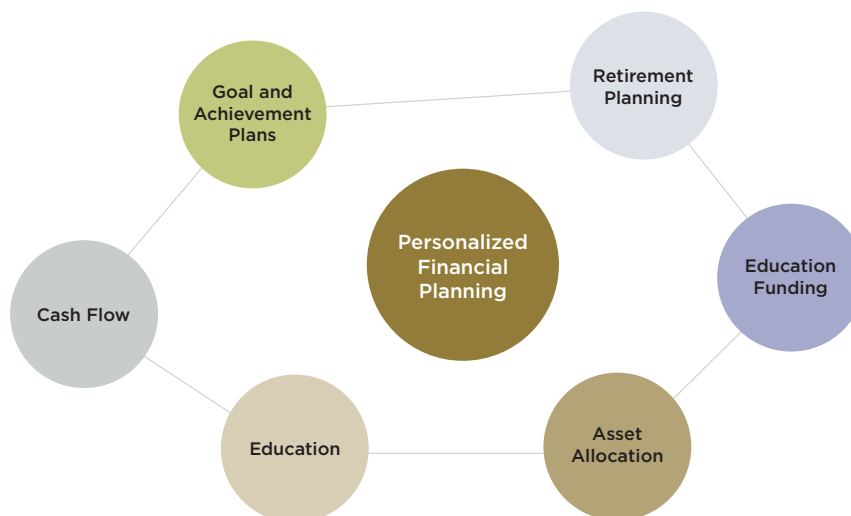 Goal and
Achievement
Plans
Retirement
Planning
Personalized
Financial
Planning
Education
Funding
Cash Flow
Education
Asset
Allocation